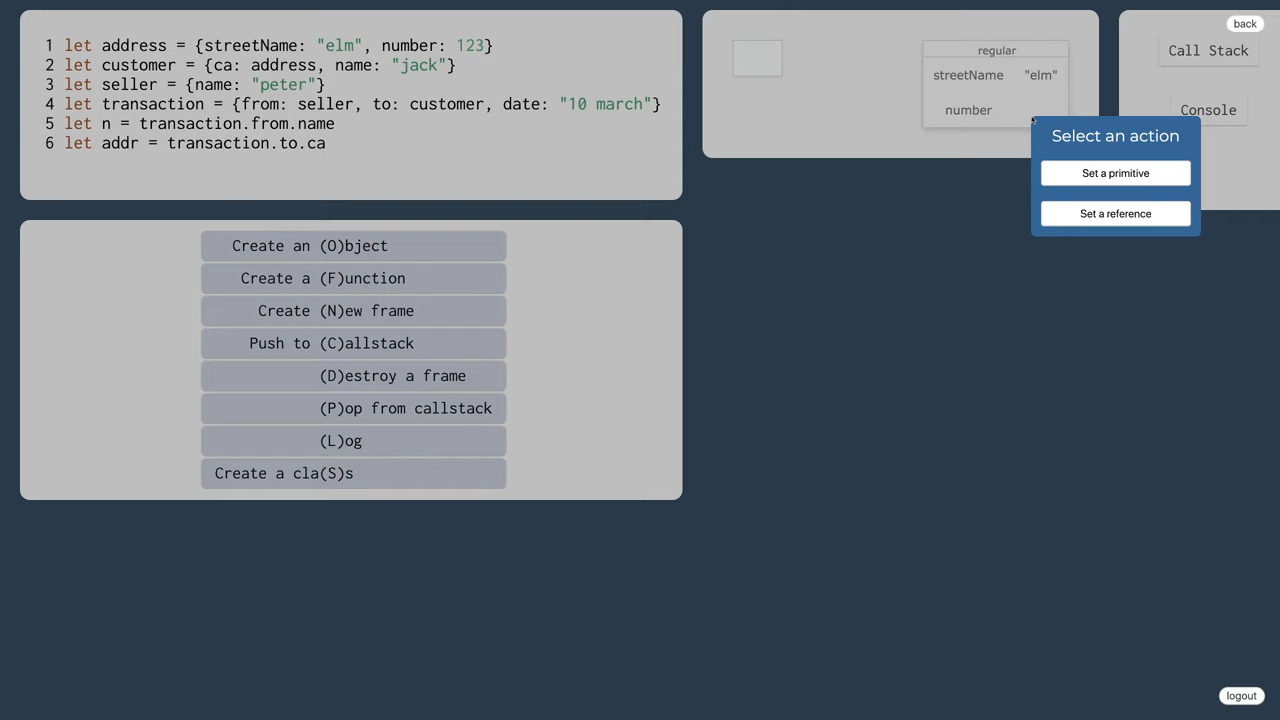 1 let address = {streetName: "elm", number: 123}
2 let customer = {ca: address, name: "jack"}
3 let seller = {name: "peter"}
4 let transaction = {from: seller, to: customer, date: "10 march"}
5 let n = transaction.from.name
6 let addr = transaction.to.ca
Create an (O)bject
Create a (F)unction
Create (N)ew frame
Push to (C)allstack
(D)estroy a frame
(P)op from callstack
(L)og
Create a cla(S)s
regular
streetName "elm"
number
Select an action
Set a primitive
Set a reference
back
Call Stack
Console
logout